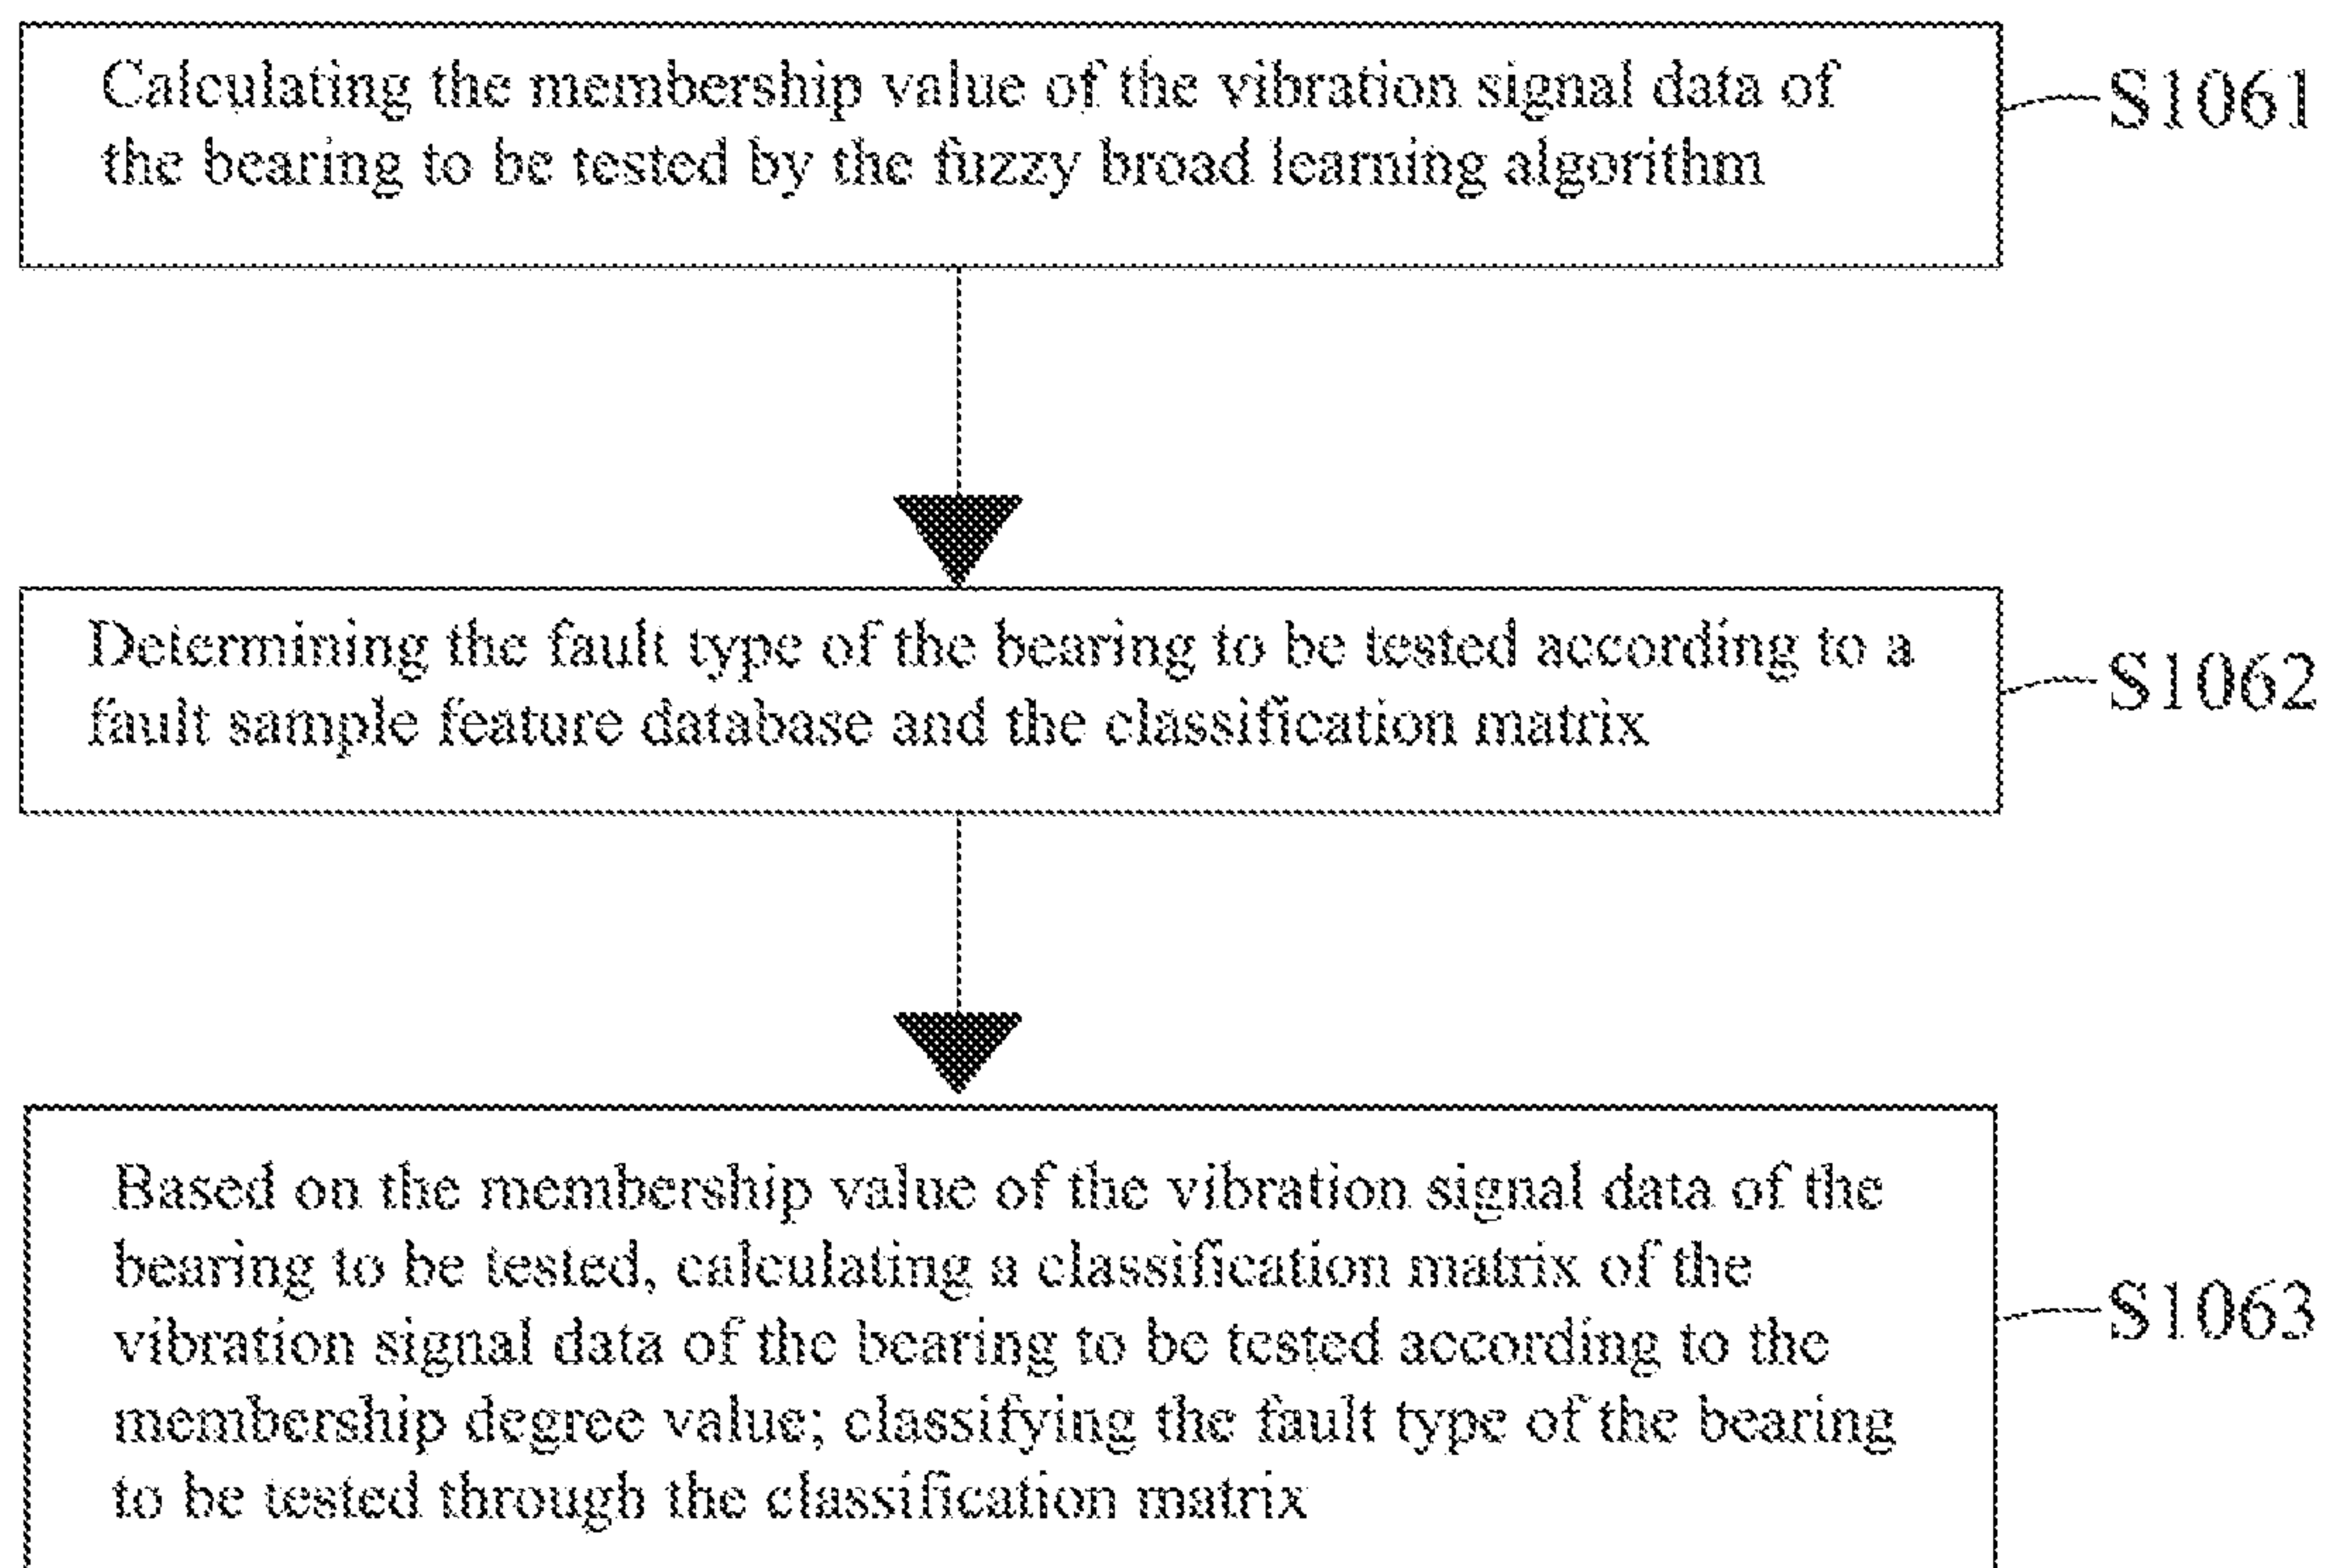 Calculating the membership value of the vibration signal data of
the bearing to be tested by the fuzzy broad learning algorithm
S1061
Determining the fault type of the bearing to be tested according to a
fault sample feature database and the classification matrix
S1062
Based on the membership value of the vibration signal data of the
bearing to be tested, calculating a classification matrix of the
vibration signal data of the bearing to be tested according to the
membership degree value; classifying the fault type of the bearing
to be tested through the classification matrix
S1063